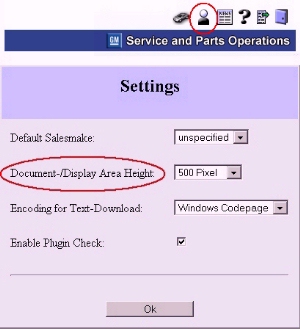 NEWS
?
GM Service and Parts Operations
Settings
Default Salesmake: unspecified
Document-/Display Area Height: 500 Pixel
Encoding for Text-Download: Windows Codepage
Enable Plugin Check:
Ok